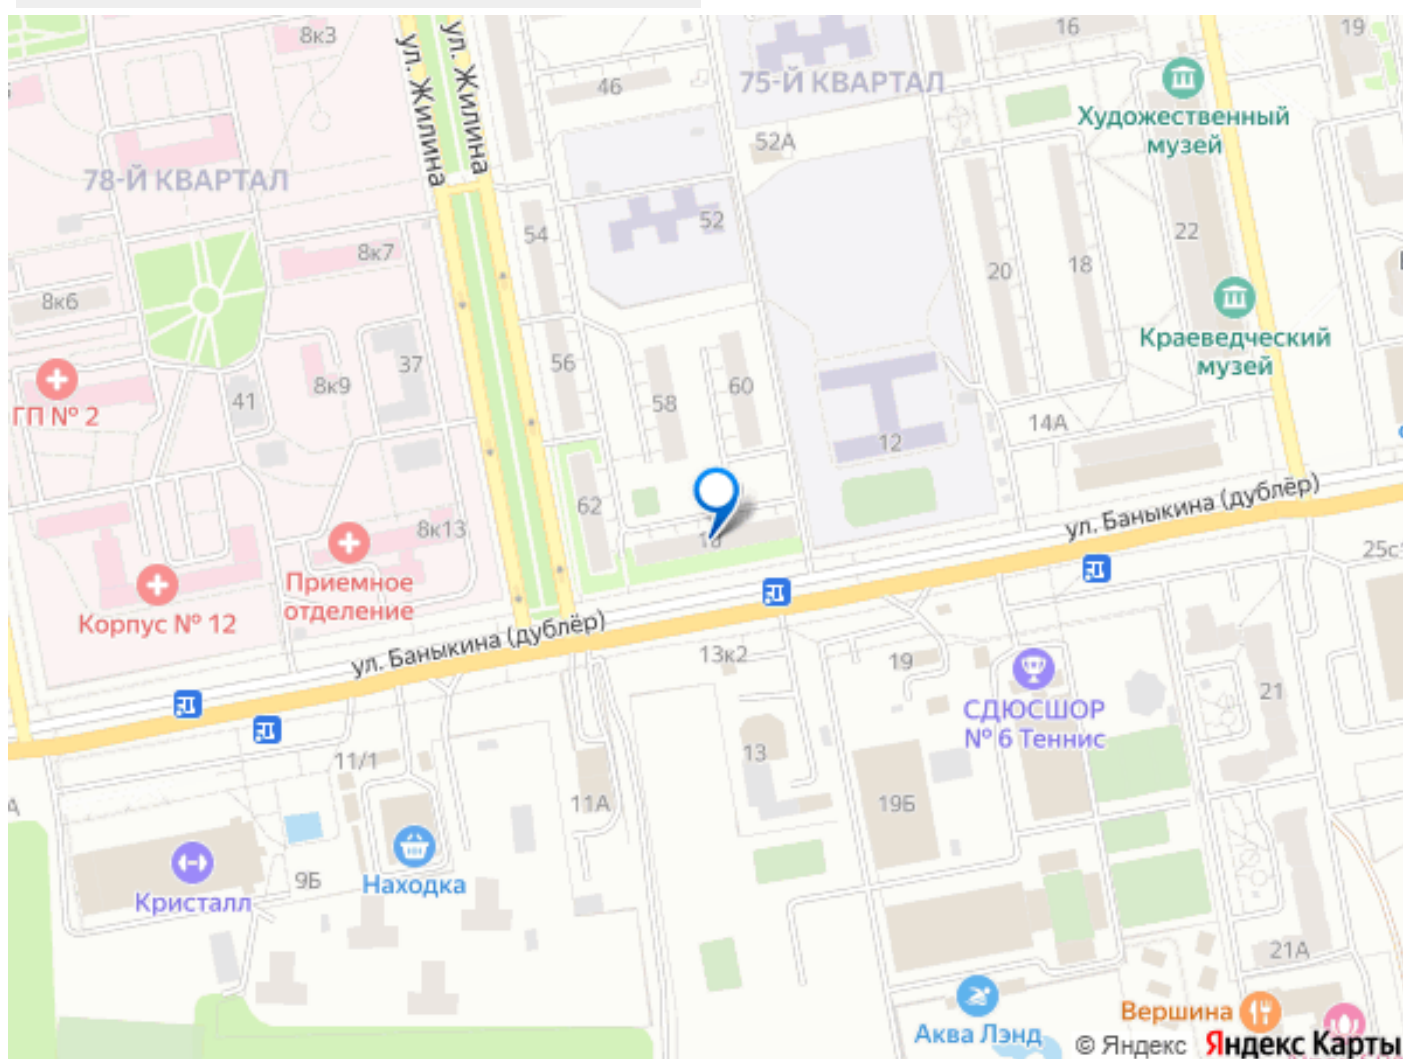 8к3
ул. Жилина
ул. Жилина
46
75-Й КВАРТАЛ
16
19
Художественный
музей
52А
78-Й КВАРТАЛ
54
52
22
8к7
20
18
8к6
Краеведческий
музей
56
37
8к9
58
60
41
ГП № 2
12
14А
62
8к13
ул. Баныкина (дублёр)
25с
Приемное
отделение
Корпус № 12
ул. Баныкина (дублёр)
13к2
19
21
СДЮСШОР
№ 6 Теннис
11/1
13
11А
19Б
9Б
Находка
Кристалл
21А
Вершина
Аква Лэнд
© Яндекс Яндекс Карты